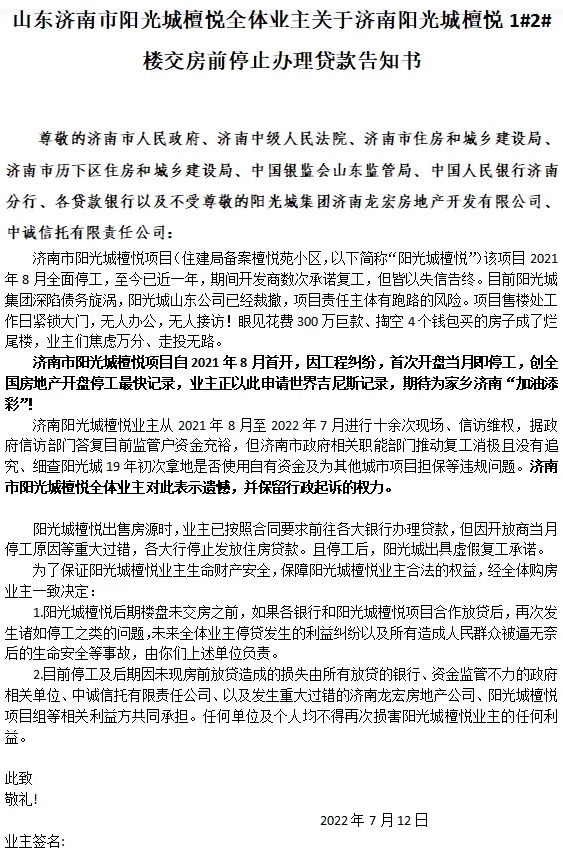 山东济南市阳光城檀悦全体业主关于济南阳光城檀悦 1#2#
楼交房前停止办理贷款告知书
尊敬的济南市人民政府、济南中级人民法院、济南市住房和城乡建设局、
济南市历下区住房和城乡建设局、中国银监会山东监管局、中国人民银行济南
分行、各贷款银行以及不受尊敬的阳光城集团济南龙宏房地产开发有限公司、
中诚信托有限责任公司：
济南市阳光城檀悦项目（住建局备案檀悦苑小区，以下简称“阳光城檀悦”）该项目 2021
年 8 月全面停工，至今已近一年，期间开发商数次承诺复工，但皆以失信告终。目前阳光城
集团深陷债务旋涡，阳光城山东公司已经裁撤，项目责任主体有跑路的风险。项目售楼处工
作日紧锁大门，无人办公，无人接访！眼见花费 300 万巨款、掏空 4 个钱包买的房子成了烂
尾楼，业主们焦虑万分、走投无路。
济南市阳光城檀悦项目自 2021 年 8 月首开，因工程纠纷，首次开盘当月即停工，创全
国房地产开盘停工最快记录，业主正以此申请世界吉尼斯记录，期待为家乡济南“加油添
彩”！
济南阳光城檀悦业主从 2021 年 8 月至 2022 年 7 月进行十余次现场、信访维权，据政
府信访部门答复目前监管户资金充裕，但济南市政府相关职能部门推动复工消极且没有追
究、细查阳光城 19 年初次拿地是否使用自有资金及为其他城市项目担保等违规问题。济南
市阳光城檀悦全体业主对此表示遗憾，并保留行政起诉的权力。
阳光城檀悦出售房源时，业主已按照合同要求前往各大银行办理贷款，但因开放商当月
停工原因等重大过错，各大行停止发放住房贷款。且停工后，阳光城出具虚假复工承诺。
为了保证阳光城檀悦业主生命财产安全，保障阳光城檀悦业主合法的权益，经全体购房
业主一致决定：
1.阳光城檀悦后期楼盘未交房之前，如果各银行和阳光城檀悦项目合作放贷后，再次发
生诸如停工之类的问题，未来全体业主停贷发生的利益纠纷以及所有造成人民群众被逼无奈
后的生命安全等事故，由你们上述单位负责。
2.目前停工及后期因未现房前放贷造成的损失由所有放贷的银行、资金监管不力的政府
相关单位、中诚信托有限责任公司、以及发生重大过错的济南龙宏房地产公司、阳光城檀悦
项目组等相关利益方共同承担。任何单位及个人均不得再次损害阳光城檀悦业主的任何利
益。
此致
敬礼！
2022 年 7 月 12 日
业主签名: